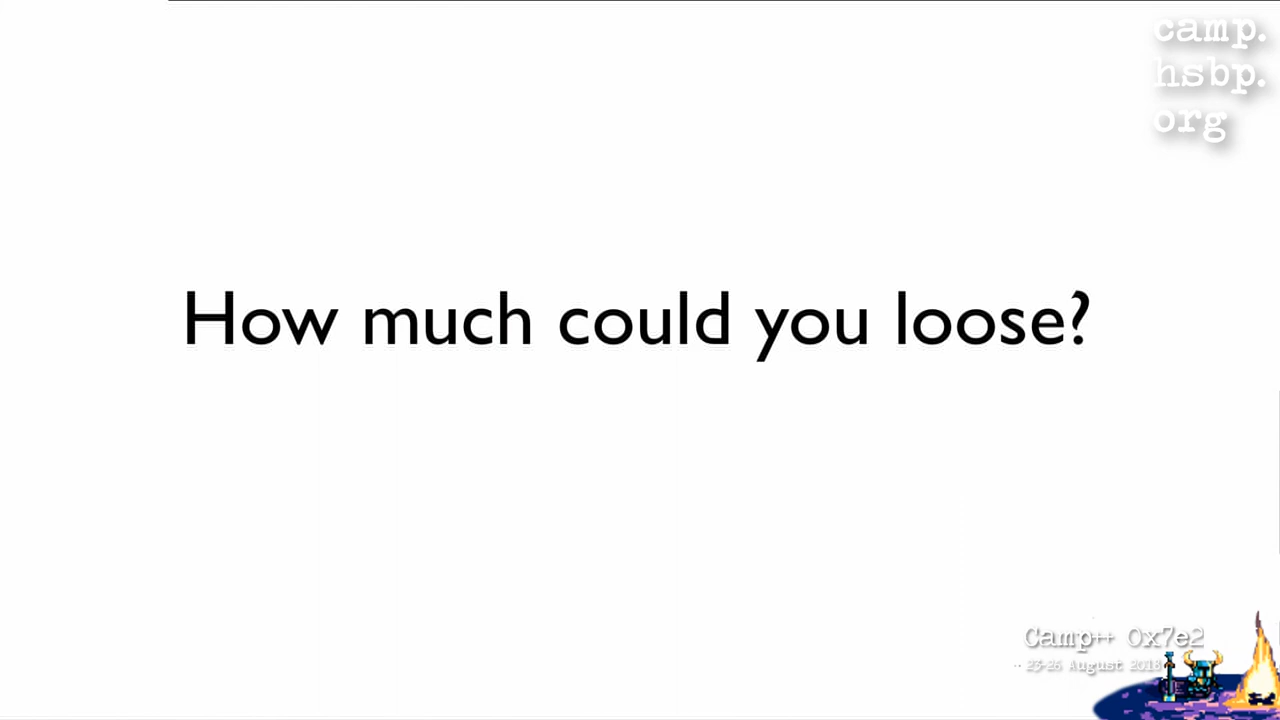 camp.
hsbp.
org
How much could you loose?
Camp++ 0x7e2
23-26 August 2018